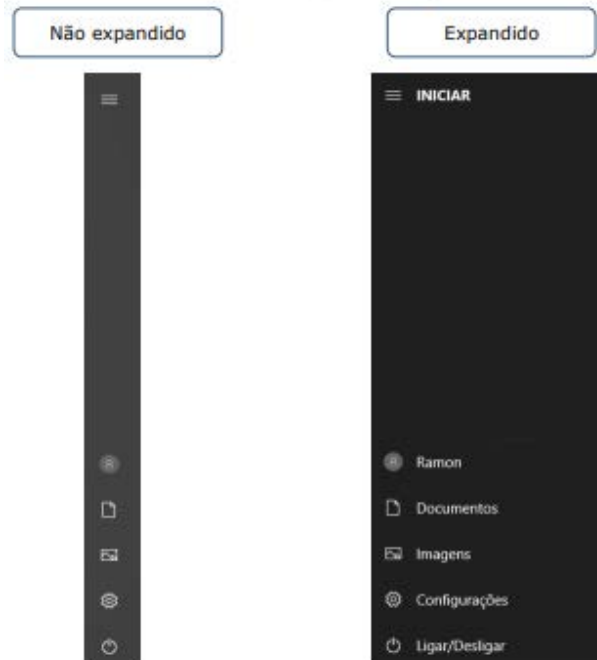 Não expandido
Expandido
INICIAR
Ramon
Documentos
Imagens
Configurações
Ligar/Desligar